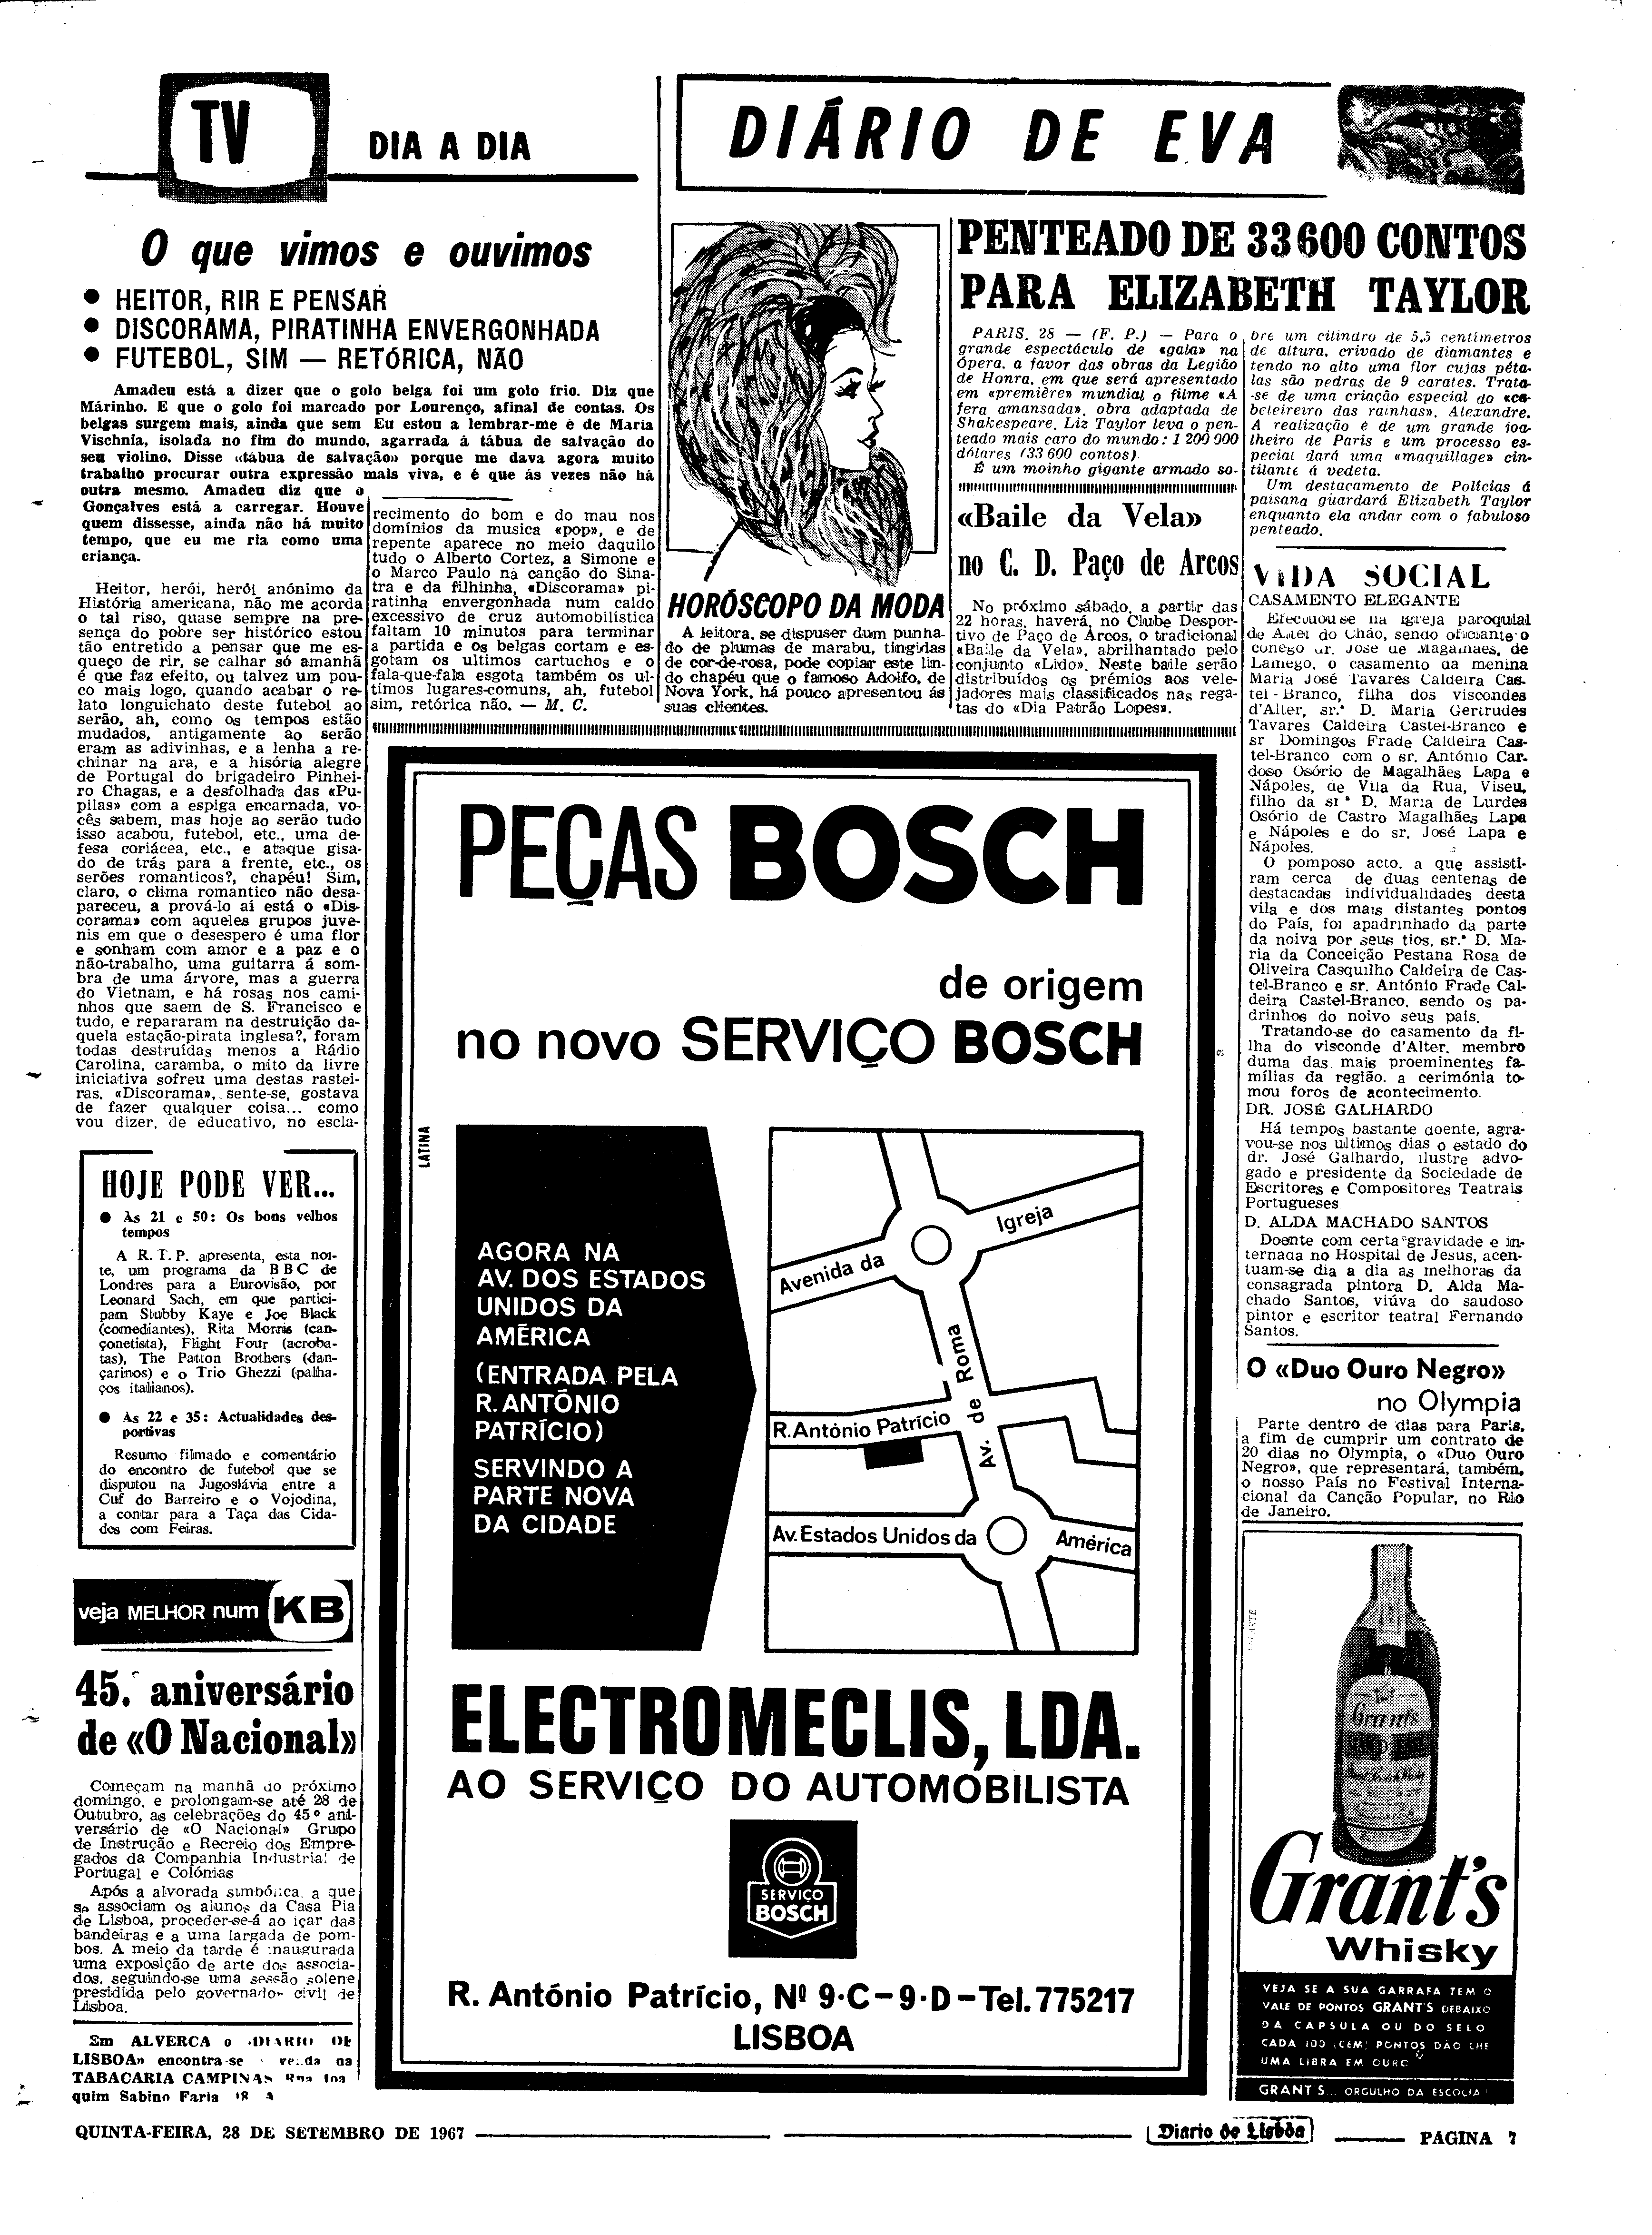 TV
DIA A DIA
O que vimos e ouvimos
● HEITOR, RIR E PENSAR
● DISCORAMA, PIRATINHA ENVERGONHADA
● FUTEBOL, SIM — RETÓRICA, NÃO
Amadeu está a dizer que o golo belga foi um golo frio. Diz que
Márinho. E que o golo foi marcado por Lourenço, afinal de contas. Os
belgas surgem mais, ainda que sem Eu estou a lembrar-me é de Maria
Vischnia, isolada no fim do mundo, agarrada á tábua de salvação do
seu violino. Disse «tábua de salvação» porque me dava agora muito
trabalho procurar outra expressão mais viva, e é que ás vezes não há
outra mesmo. Amadeu diz que o
Gonçalves está a carregar. Houve
quem dissesse, ainda não há muito
tempo, que eu me ria como uma
criança.
Heitor, herói, herói anónimo da
História americana, não me acorda
o tal riso, quase sempre na pre-
sença do pobre ser histórico estou
tão entretido a pensar que me es-
queço de rir, se calhar só amanhã
é que faz efeito, ou talvez um pou-
co mais logo, quando acabar o re-
lato longuichato deste futebol ao
serão, ah, como os tempos estão
mudados, antigamente ao serão
eram as adivinhas, e a lenha a re-
chinar na ara, e a hisória alegre
de Portugal do brigadeiro Pinhei-
ro Chagas, e a desfolhada das «Pu-
pilas» com a espiga encarnada, vo-
cês sabem, mas hoje ao serão tudo
isso acabou, futebol, etc., uma de-
fesa coriácea, etc., e ataque gisa-
do de trás para a frente, etc., os
serões romanticos?, chapéu! Sim,
claro, o clima romantico não desa-
pareceu, a prová-lo aí está o «Dis-
corama» com aqueles grupos juve-
nis em que o desespero é uma flor
e sonham com amor e a paz e o
não-trabalho, uma guitarra á som-
bra de uma árvore, mas a guerra
do Vietnam, e há rosas nos cami-
nhos que saem de S. Francisco e
tudo, e repararam na destruição da-
quela estação-pirata inglesa?, foram
todas destruídas menos a Rádio
Carolina, caramba, o mito da livre
iniciativa sofreu uma destas rastei-
ras. «Discorama», sente-se, gostava
de fazer qualquer coisa... como
vou dizer, de educativo, no escla-
recimento do bom e do mau nos
domínios da musica «pop», e de
repente aparece no meio daquilo
tudo o Alberto Cortez, a Simone e
o Marco Paulo na canção do Sina-
tra e da filhinha, «Discorama» pi-
ratinha envergonhada num caldo
excessivo de cruz automobilística
faltam 10 minutos para terminar
a partida e os belgas cortam e es-
gotam os ultimos cartuchos e o
fala-que-fala esgota também os ul-
timos lugares-comuns, ah, futebol
sim, retórica não. — M. C.
HOJE PODE VER...
● Às 21 e 50: Os bons velhos
tempos
A R. T. P. apresenta, esta noi-
te, um programa da B B C de
Londres para a Eurovisão, por
Leonard Sach, em que partici-
pam Stubby Kaye e Joe Black
(comediantes), Rita Morris (can-
çonetista), Flight Four (acroba-
tas), The Patton Brothers (dan-
çarinos) e o Trio Ghezzi (palha-
ços italianos).
● Às 22 e 35: Actualidades des-
portivas
Resumo filmado e comentário
do encontro de futebol que se
disputou na Jugoslávia entre a
Cuf do Barreiro e o Vojodina,
a contar para a Taça das Cida-
des com Feiras.
veja MELHOR num KB
45.º aniversário
de «O Nacional»
Começam na manhã do próximo
domingo, e prolongam-se até 28 de
Outubro, as celebrações do 45º ani-
versário de «O Nacional» Grupo
de Instrução e Recreio dos Empre-
gados da Companhia Industrial de
Portugal e Colónias
Após a alvorada simbólica, a que
se associam os alunos da Casa Pia
de Lisboa, proceder-se-á ao içar das
bandeiras e a uma largada de pom-
bos. A meio da tarde é inaugurada
uma exposição de arte dos associa-
dos, seguindo-se uma sessão solene
presidida pelo governador civil de
Lisboa.
Em ALVERCA o «DIARIO DE
LISBOA» encontra-se venda na
TABACARIA CAMPINAS Rua Joa
quim Sabino Faria 18 A
DIÁRIO DE EVA
HORÓSCOPO DA MODA
A leitora, se dispuser dum punha-
do de plumas de marabu, tingidas
de cor-de-rosa, pode copiar este lin-
do chapéu que o famoso Adolfo, de
Nova York, há pouco apresentou ás
suas clientes.
PENTEADO DE 33 600 CONTOS
PARA ELIZABETH TAYLOR
PARIS, 28 — (F. P.) — Para o
grande espectáculo de «gala» na
Ópera, a favor das obras da Legião
de Honra, em que será apresentado
em «première» mundial o filme «A
fera amansada», obra adaptada de
Shakespeare, Liz Taylor leva o pen-
teado mais caro do mundo: 1 200 000
dólares (33 600 contos).
É um moinho gigante armado so-
bre um cilindro de 5,5 centímetros
de altura, crivado de diamantes e
tendo no alto uma flor cujas péta-
las são pedras de 9 carates. Trata-
-se de uma criação especial do «ca-
beleireiro das rainhas», Alexandre.
A realização é de um grande joa-
lheiro de Paris e um processo es-
pecial dará uma «maquillage» cin-
tilante á vedeta.
Um destacamento de Polícias á
paisana guardará Elizabeth Taylor
enquanto ela andar com o fabuloso
penteado.
«Baile da Vela»
no C. D. Paço de Arcos
No próximo sábado, a partir das
22 horas, haverá, no Clube Despor-
tivo de Paço de Arcos, o tradicional
«Baile da Vela», abrilhantado pelo
conjunto «Lido». Neste baile serão
distribuídos os prémios aos vele-
jadores mais classificados nas rega-
tas do «Dia Patrão Lopes».
VIDA SOCIAL
CASAMENTO ELEGANTE
Efectuou-se na igreja paroquial
de Alter do Chão, sendo oficiante o
cónego dr. José de Magalhães, de
Lamego, o casamento da menina
Maria José Tavares Caldeira Cas-
tel-Branco, filha dos viscondes
d'Alter, sr.ª D. Maria Gertrudes
Tavares Caldeira Castel-Branco e
sr Domingos Frade Caldeira Cas-
tel-Branco com o sr. António Car-
doso Osório de Magalhães Lapa e
Nápoles, de Vila da Rua, Viseu,
filho da srª D. Maria de Lurdes
Osório de Castro Magalhães Lapa
e Nápoles e do sr. José Lapa e
Nápoles.
O pomposo acto, a que assisti-
ram cerca de duas centenas de
destacadas individualidades desta
vila e dos mais distantes pontos
do País, foi apadrinhado da parte
da noiva por seus tios, sr.ª D. Ma-
ria da Conceição Pestana Rosa de
Oliveira Casquilho Caldeira de Cas-
tel-Branco e sr. António Frade Cal-
deira Castel-Branco, sendo os pa-
drinhos do noivo seus pais.
Tratando-se do casamento da fi-
lha do visconde d'Alter, membro
duma das mais proeminentes fa-
mílias da região, a cerimónia to-
mou foros de acontecimento.
DR. JOSÉ GALHARDO
Há tempos bastante doente, agra-
vou-se nos ultimos dias o estado do
dr. José Galhardo, ilustre advo-
gado e presidente da Sociedade de
Escritores e Compositores Teatrais
Portugueses
D. ALDA MACHADO SANTOS
Doente com certa gravidade e in-
ternada no Hospital de Jesus, acen-
tuam-se dia a dia as melhoras da
consagrada pintora D. Alda Ma-
chado Santos, viúva do saudoso
pintor e escritor teatral Fernando
Santos.
O «Duo Ouro Negro»
no Olympia
Parte dentro de dias para Paris,
a fim de cumprir um contrato de
20 dias no Olympia, o «Duo Ouro
Negro», que representará, também,
o nosso País no Festival Interna-
cional da Canção Popular, no Rio
de Janeiro.
PEÇAS BOSCH
de origem
no novo SERVIÇO BOSCH
LATINA
AGORA NA
AV. DOS ESTADOS
UNIDOS DA
AMÉRICA
(ENTRADA PELA
R. ANTÓNIO
PATRÍCIO)
SERVINDO A
PARTE NOVA
DA CIDADE
Avenida da Igreja
Av. de Roma
R. António Patrício
Av. Estados Unidos da América
ELECTROMECLIS, LDA.
AO SERVIÇO DO AUTOMOBILISTA
SERVIÇO
BOSCH
R. António Patrício, Nº 9-C-9-D-Tel. 775217
LISBOA
Grant's
Grant's
Whisky
VEJA SE A SUA GARRAFA TEM O
VALE DE PONTOS GRANT'S DEBAIXO
DA CÁPSULA OU DO SELO
CADA 100 (CEM) PONTOS DÃO LHE
UMA LIBRA EM OURO
GRANT'S... ORGULHO DA ESCÓCIA!
QUINTA-FEIRA, 28 DE SETEMBRO DE 1967
Diario de Lisbôa
PÁGINA 7